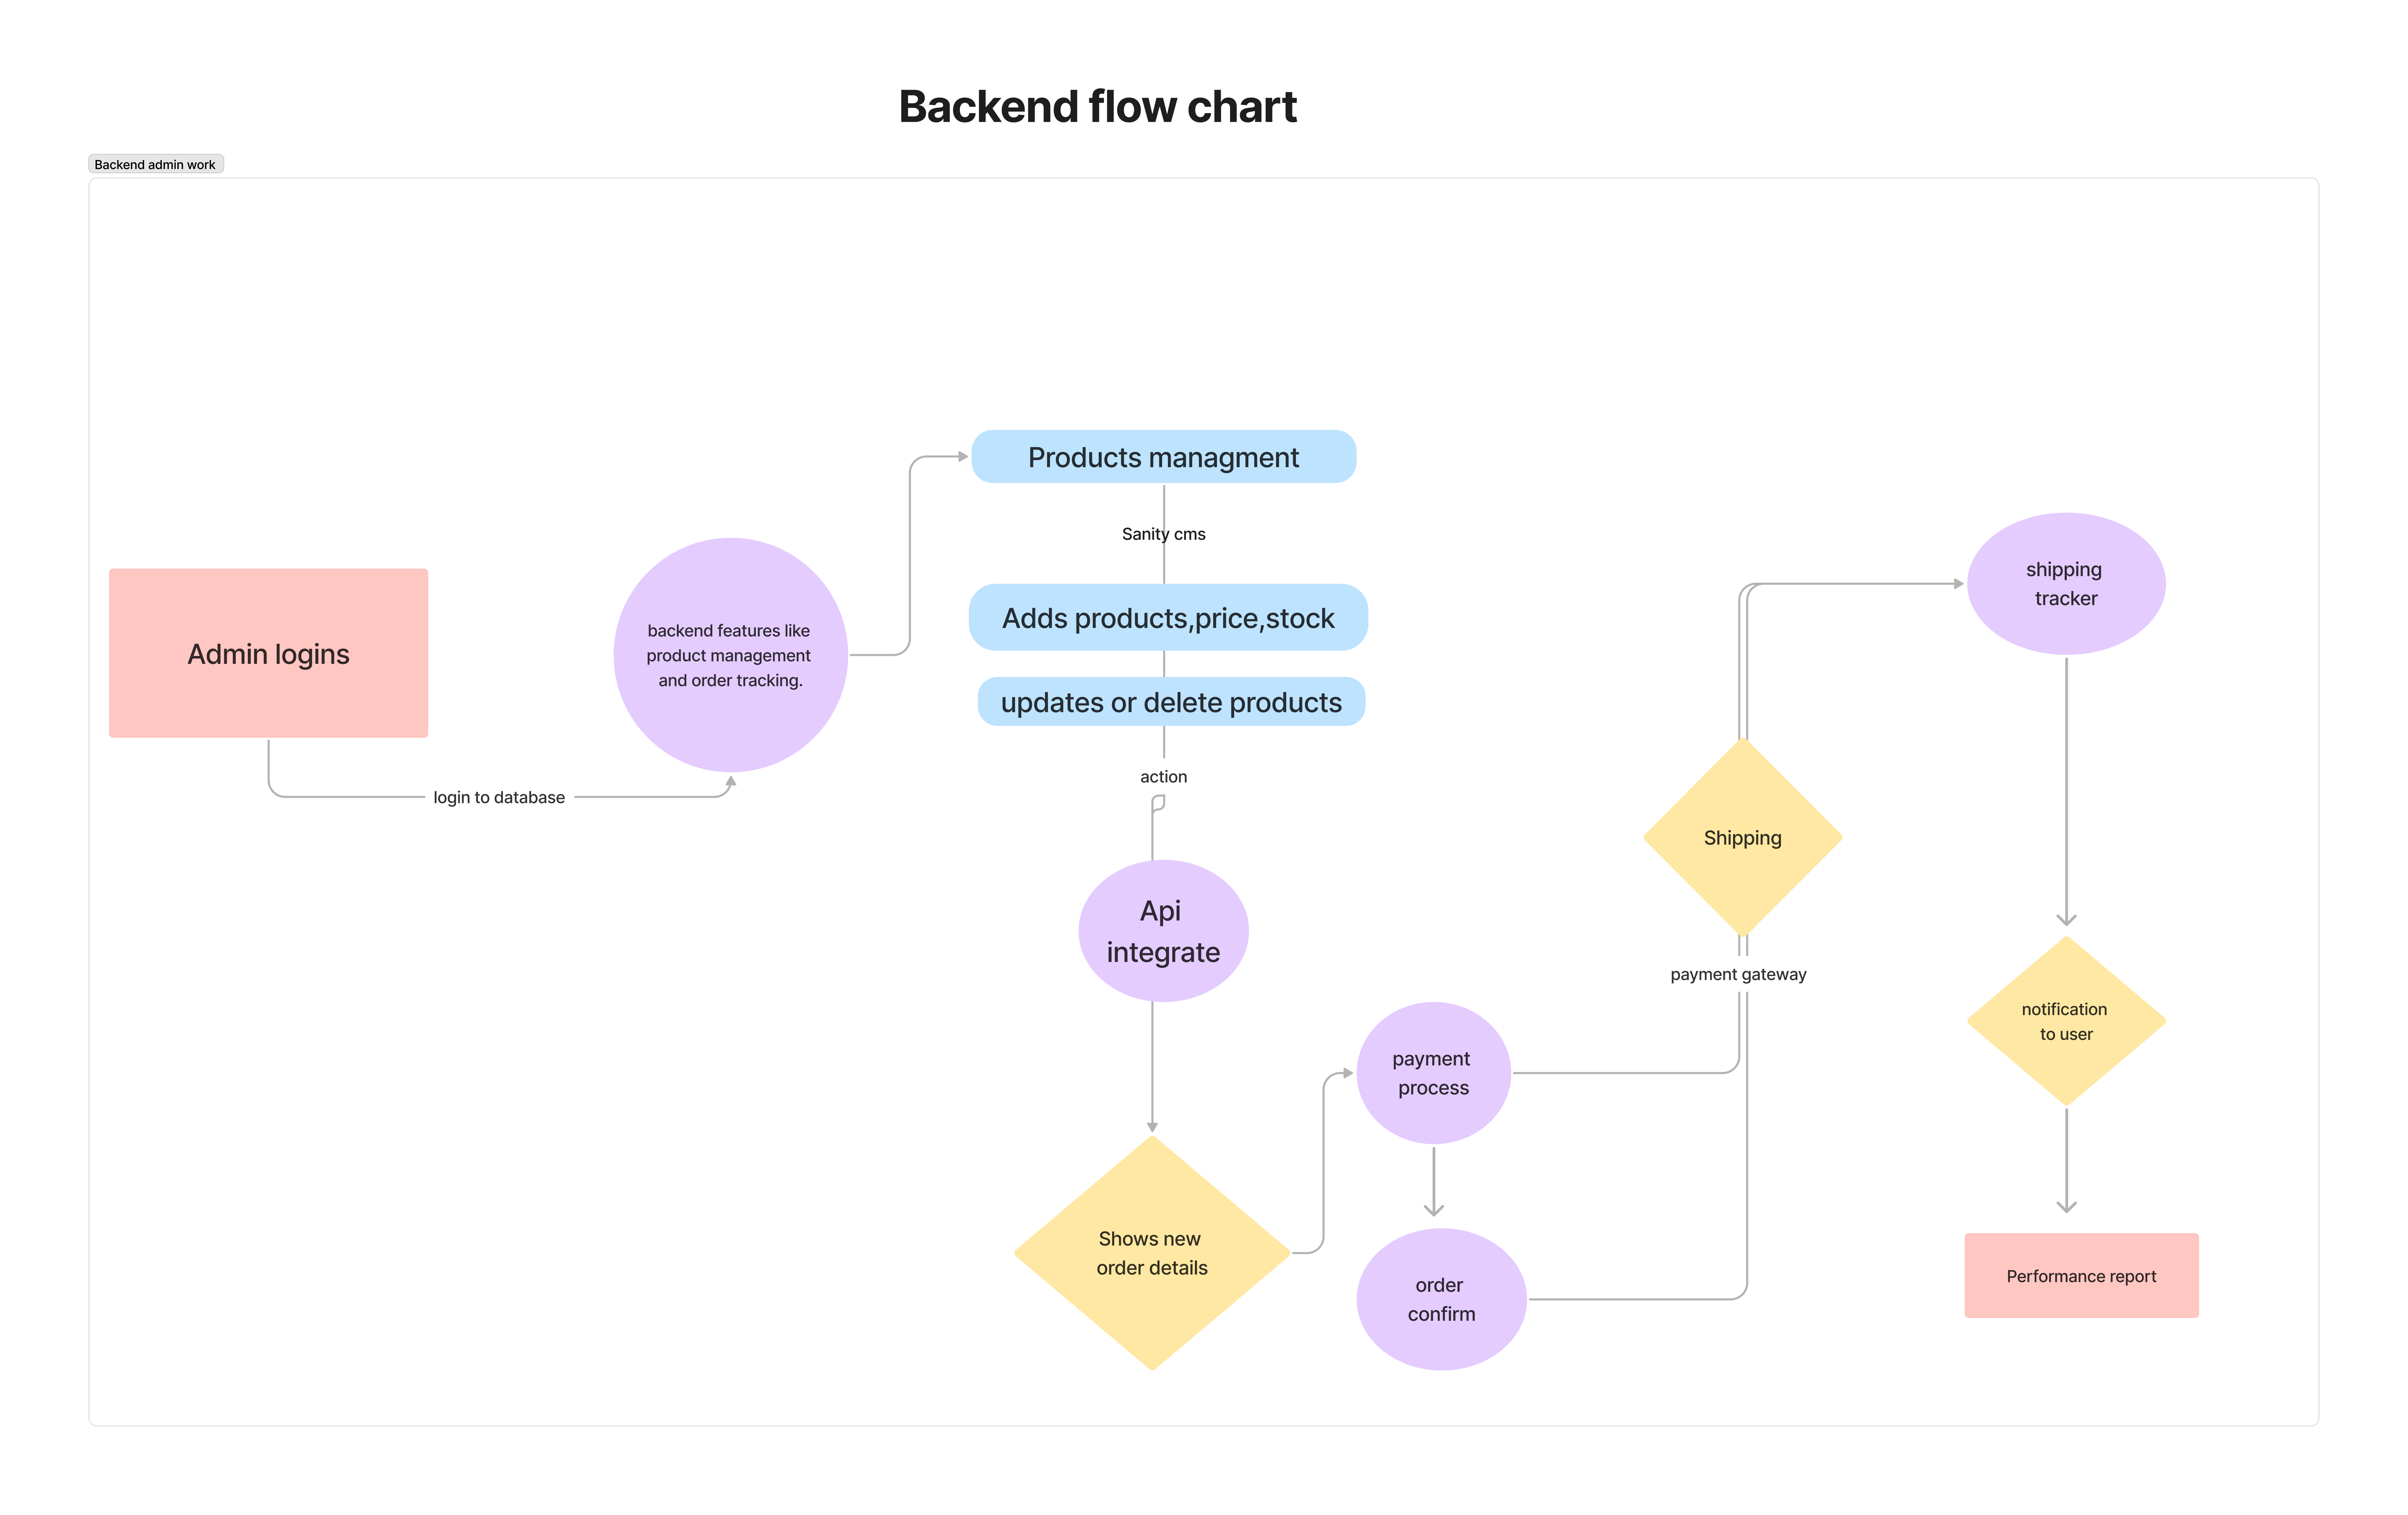 Backend flow chart
Backend admin work
Admin logins
login to database
backend features like
product management
and order tracking.
Products managment
Sanity cms
Adds products,price,stock
updates or delete products
action
Api
integrate
Shows new
order details
payment
process
order
confirm
payment gateway
Shipping
shipping
tracker
notification
to user
Performance report